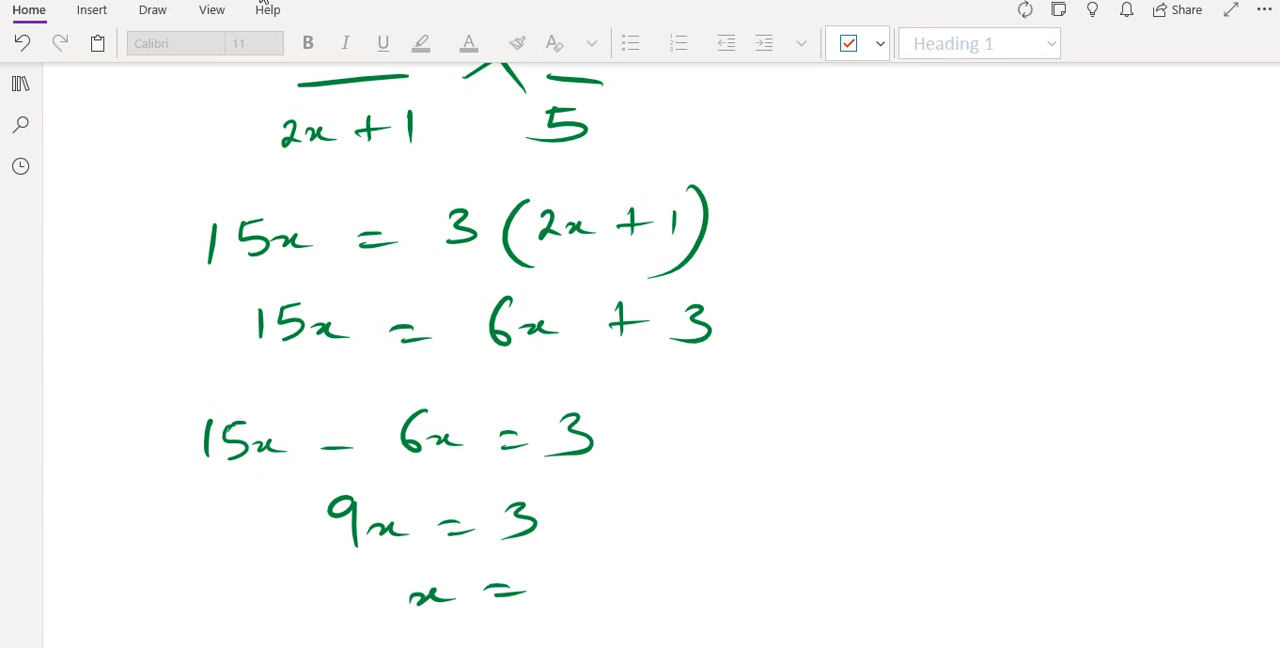 Home Insert Draw View Help Share
Calibri 11 B I U A A Heading 1
2x + 1 5
15x = 3 (2x + 1)
15x = 6x + 3
15x - 6x = 3
9x = 3
x =